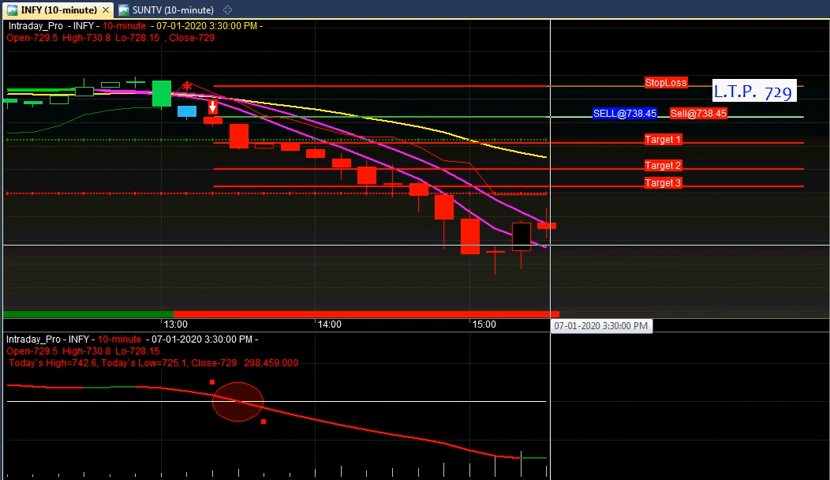 INFY (10-minute) SUNTV (10-minute)
Intraday_Pro - INFY - 10-minute - 07-01-2020 3:30:00 PM -
Open-729.5 High-730.8 Lo-728.15 , Close-729
StopLoss
L.T.P. 729
SELL@738.45 Sell@738.45
Target 1
Target 2
Target 3
13:00 14:00 15:00
07-01-2020 3:30:00 PM
Intraday_Pro - INFY - 10-minute - 07-01-2020 3:30:00 PM -
Open-729.5 High-730.8 Lo-728.15
Today`s High=742.6, Today`s Low=725.1, Close-729 288,459.000